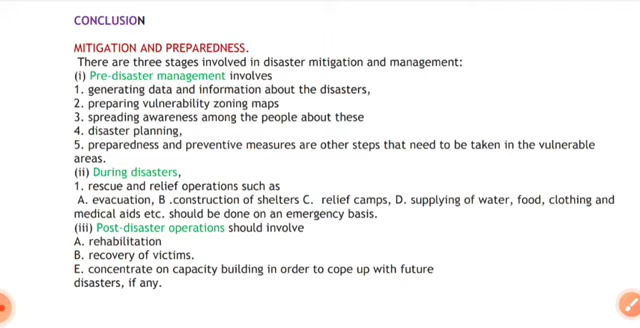 CONCLUSION
MITIGATION AND PREPAREDNESS.
There are three stages involved in disaster mitigation and management:
(i) Pre-disaster management involves
1. generating data and information about the disasters,
2. preparing vulnerability zoning maps
3. spreading awareness among the people about these
4. disaster planning,
5. preparedness and preventive measures are other steps that need to be taken in the vulnerable
areas.
(ii) During disasters,
1. rescue and relief operations such as
A. evacuation, B .construction of shelters C. relief camps, D. supplying of water, food, clothing and
medical aids etc. should be done on an emergency basis.
(iii) Post-disaster operations should involve
A. rehabilitation
B. recovery of victims.
E. concentrate on capacity building in order to cope up with future
disasters, if any.